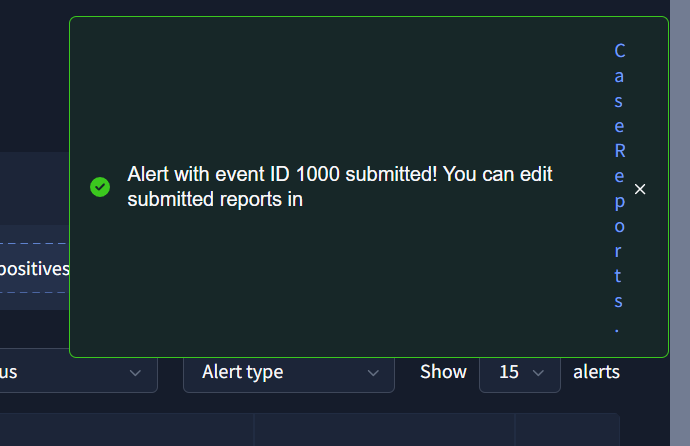 Alert with event ID 1000 submitted! You can edit
submitted reports in
C
a
s
e
R
e
p
o
r
t
s
.
positives
us
Alert type
Show
15
alerts